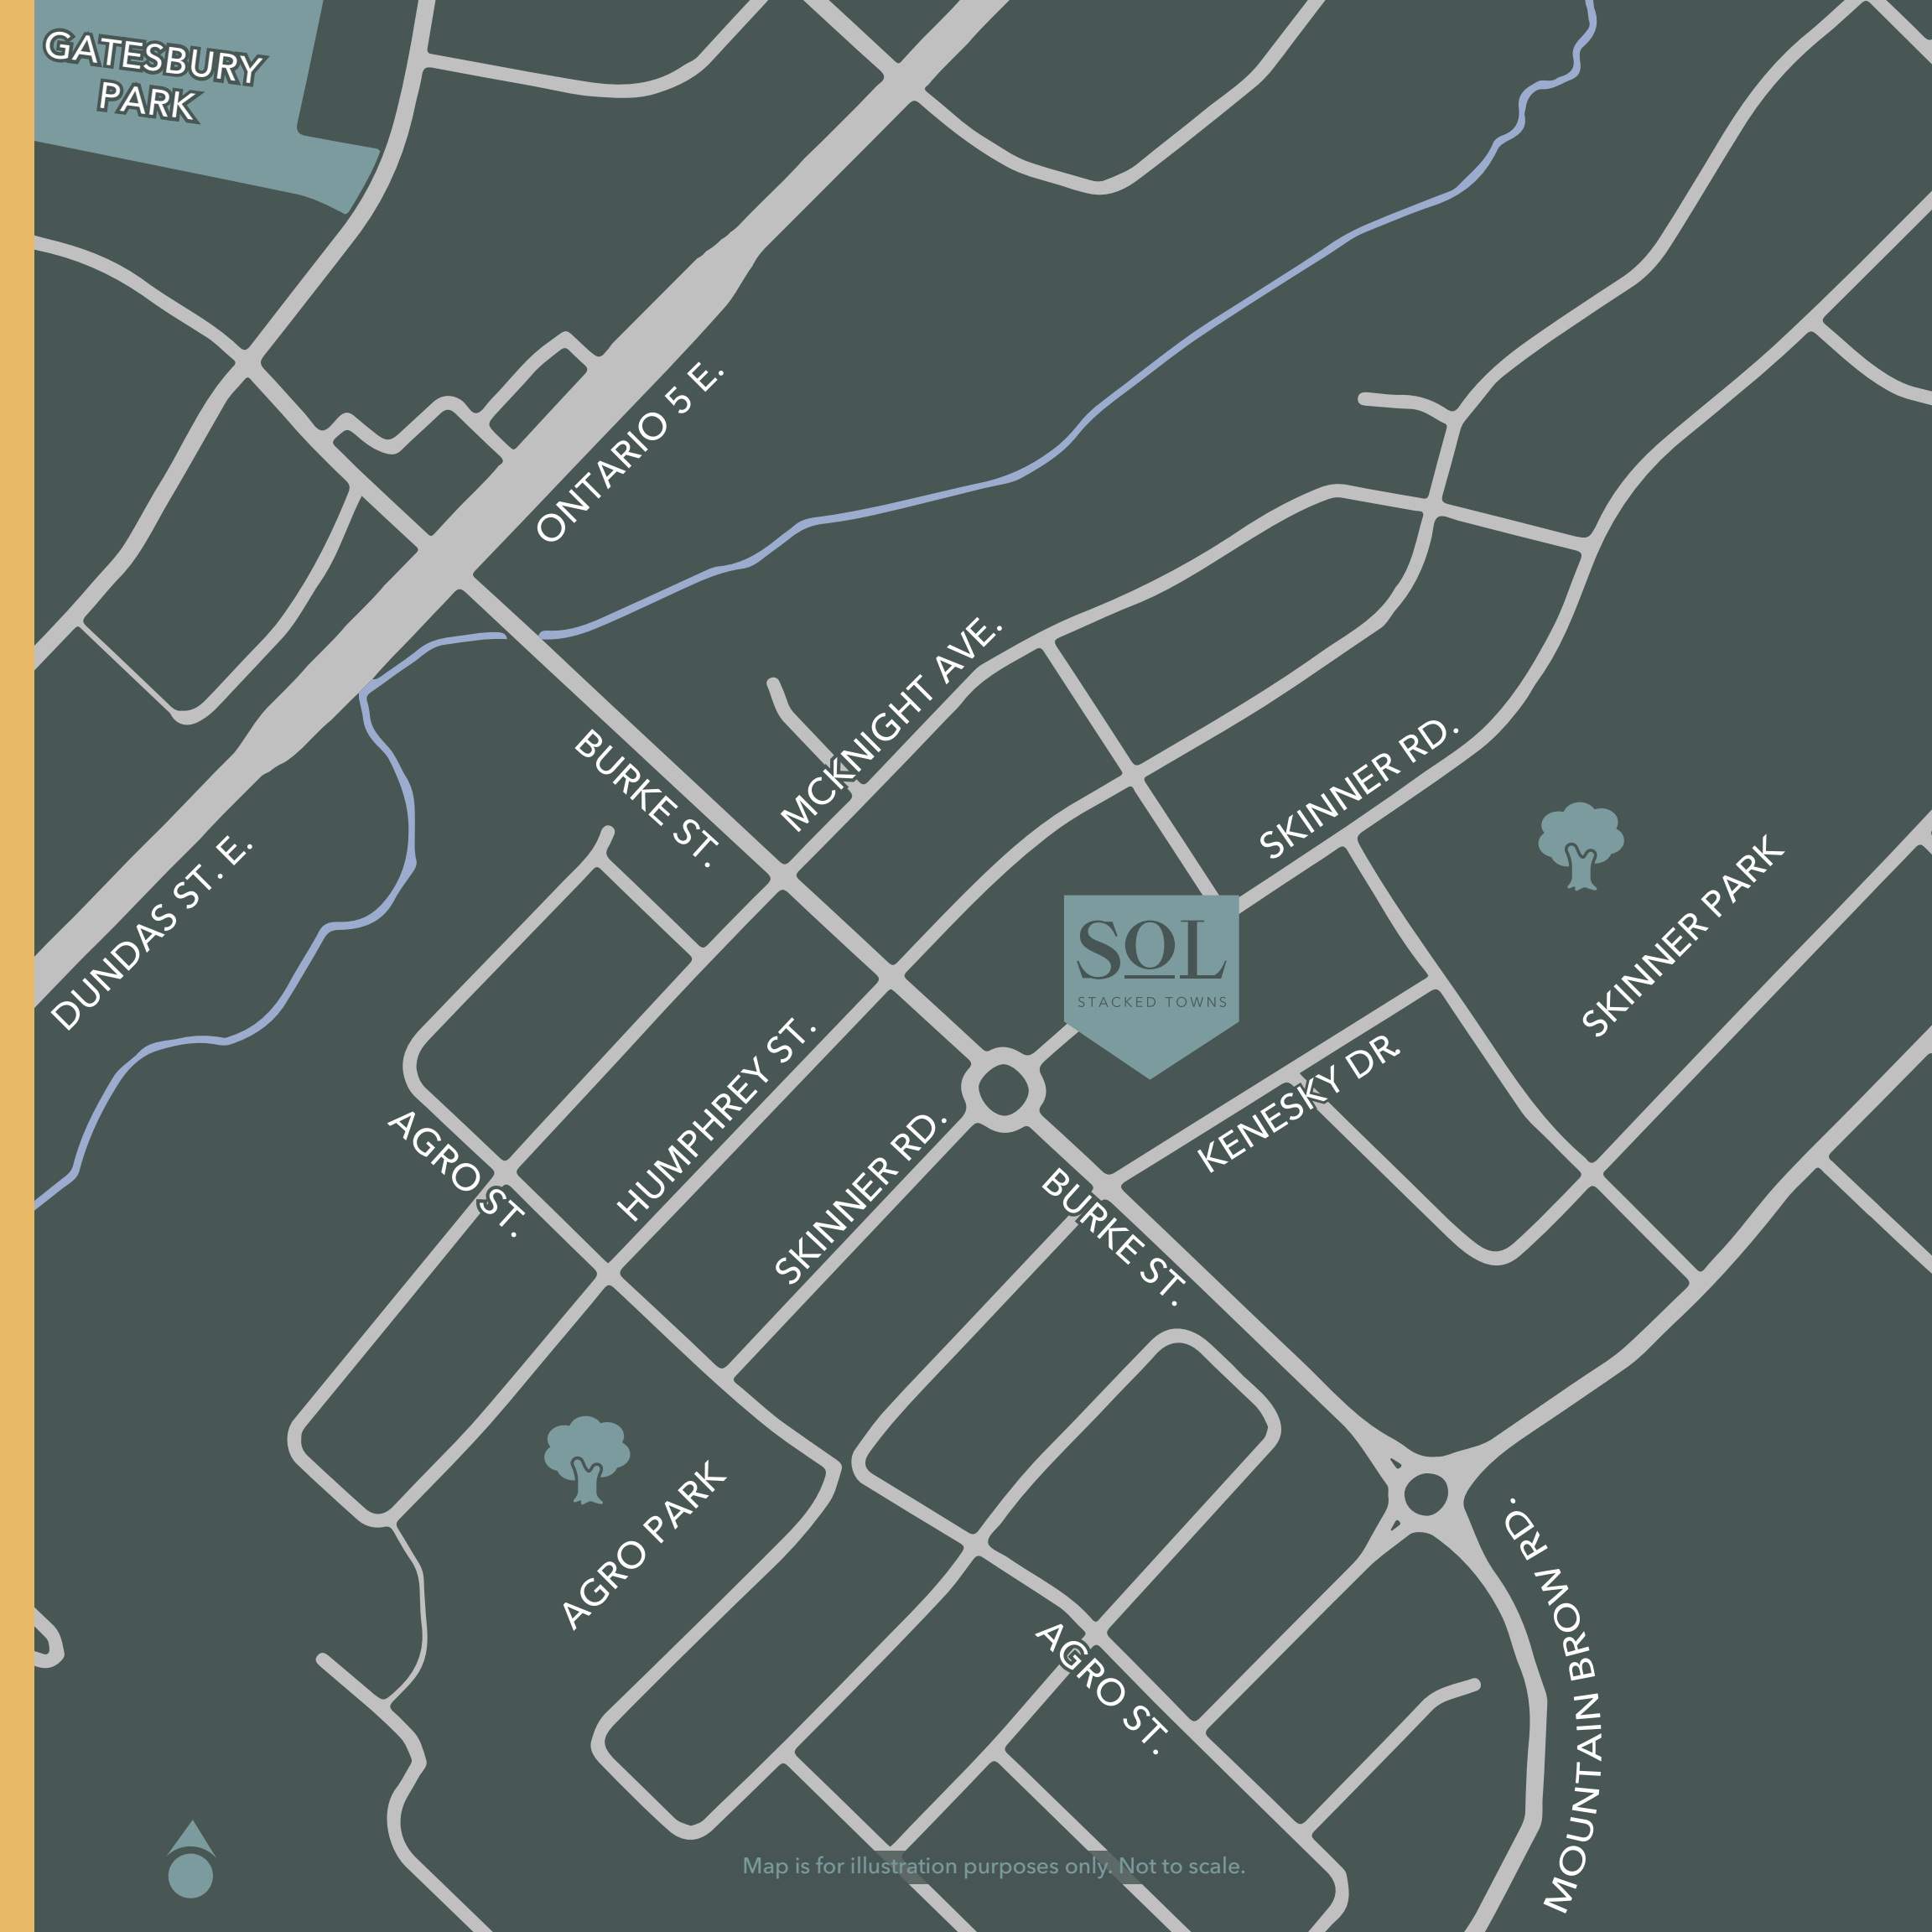 GATESBURY
PARK
ONTARIO 5 E.
MCKNIGHT AVE.
BURKE ST.
SKINNER RD.
DUNDAS ST. E.
SKINNER PARK
SOL
STACKED TOWNS
HUMPHREY ST.
KENESKY DR.
AGRO ST.
SKINNER RD.
BURKE ST.
AGRO PARK
MOUNTAIN BROW RD.
AGRO ST.
Map is for illustration purposes only. Not to scale.